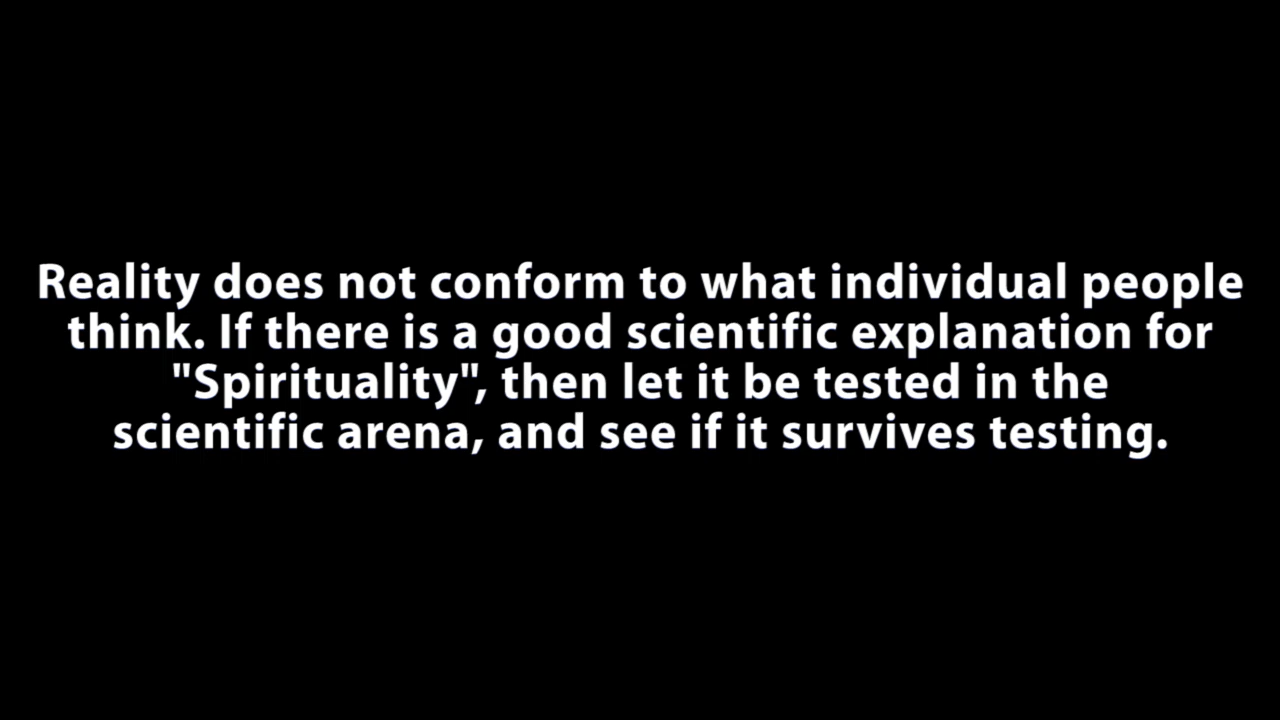 Reality does not conform to what individual people
think. If there is a good scientific explanation for
"Spirituality", then let it be tested in the
scientific arena, and see if it survives testing.